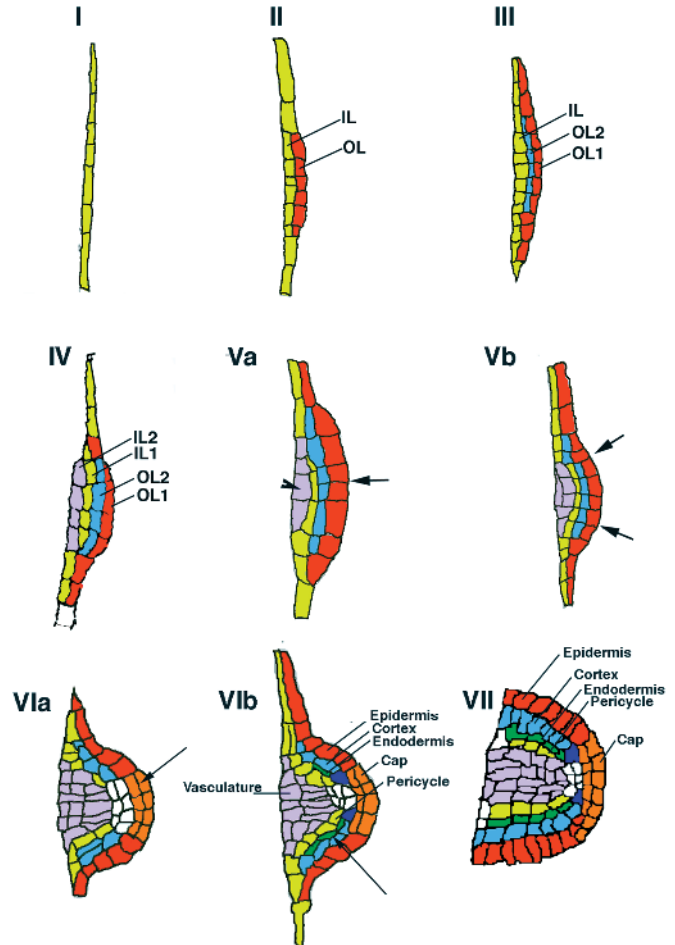 I
II
III
IL
OL
IL
OL2
OL1
IV
Va
Vb
IL2
IL1
OL2
OL1
VIa
VIb
VII
Epidermis
Cortex
Endodermis
Cap
Pericycle
Vasculature
Epidermis
Cortex
Endodermis
Pericycle
Cap